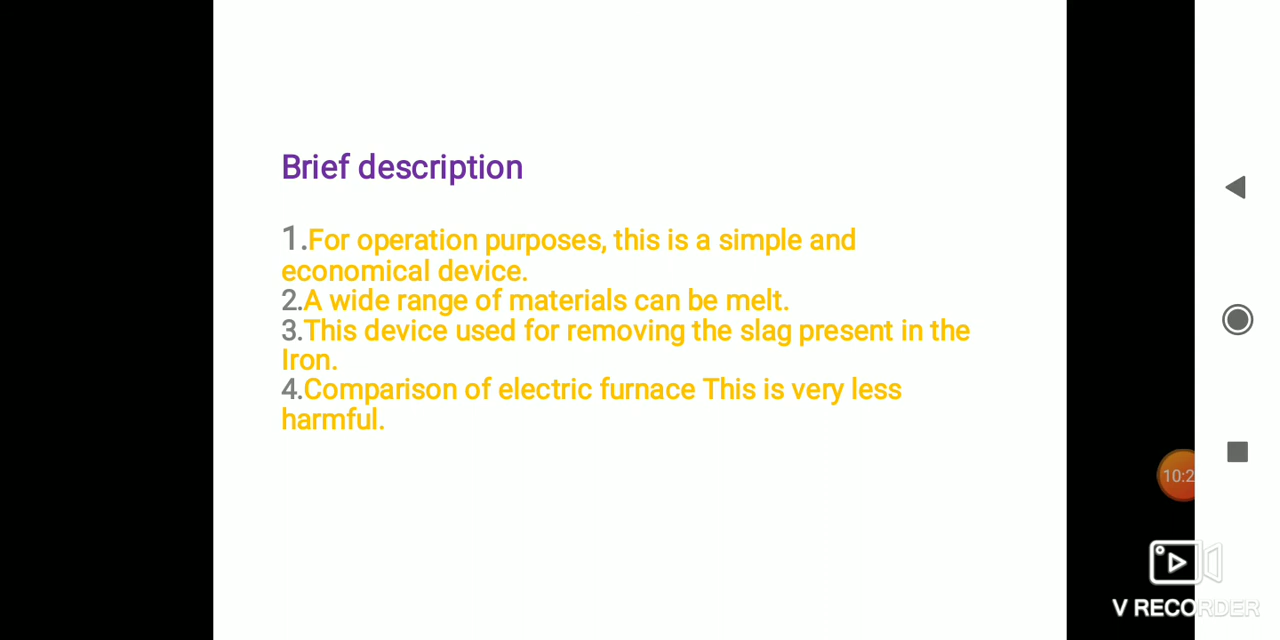 Brief description
1.For operation purposes, this is a simple and
economical device.
2.A wide range of materials can be melt.
3.This device used for removing the slag present in the
Iron.
4.Comparison of electric furnace This is very less
harmful.
10:2
V RECORDER